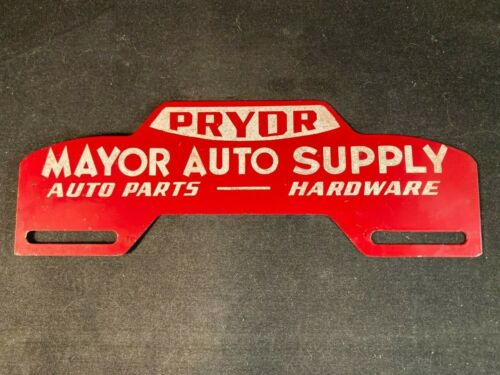 PRYOR
MAYOR AUTO SUPPLY
AUTO PARTS — HARDWARE